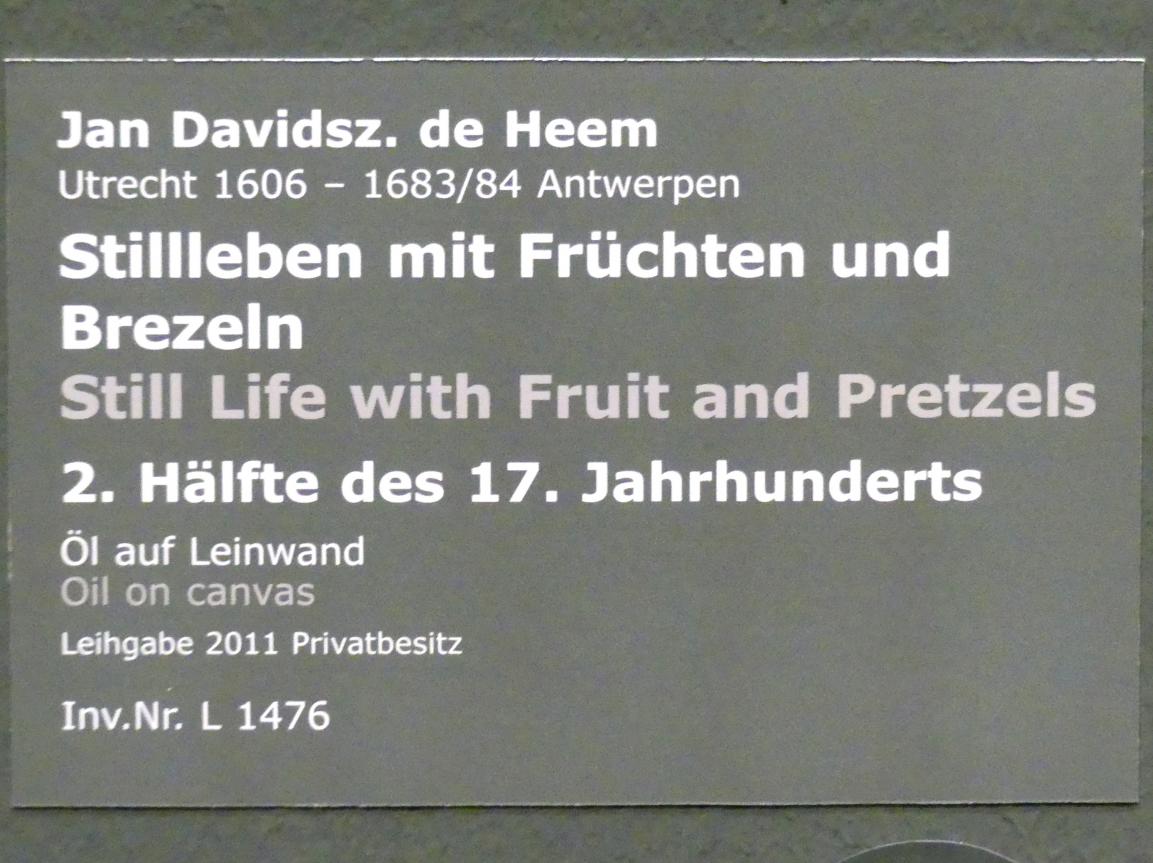 Jan Davidsz. de Heem
Utrecht 1606 – 1683/84 Antwerpen
Stillleben mit Früchten und
Brezeln
Still Life with Fruit and Pretzels
2. Hälfte des 17. Jahrhunderts
Öl auf Leinwand
Oil on canvas
Leihgabe 2011 Privatbesitz
Inv.Nr. L 1476